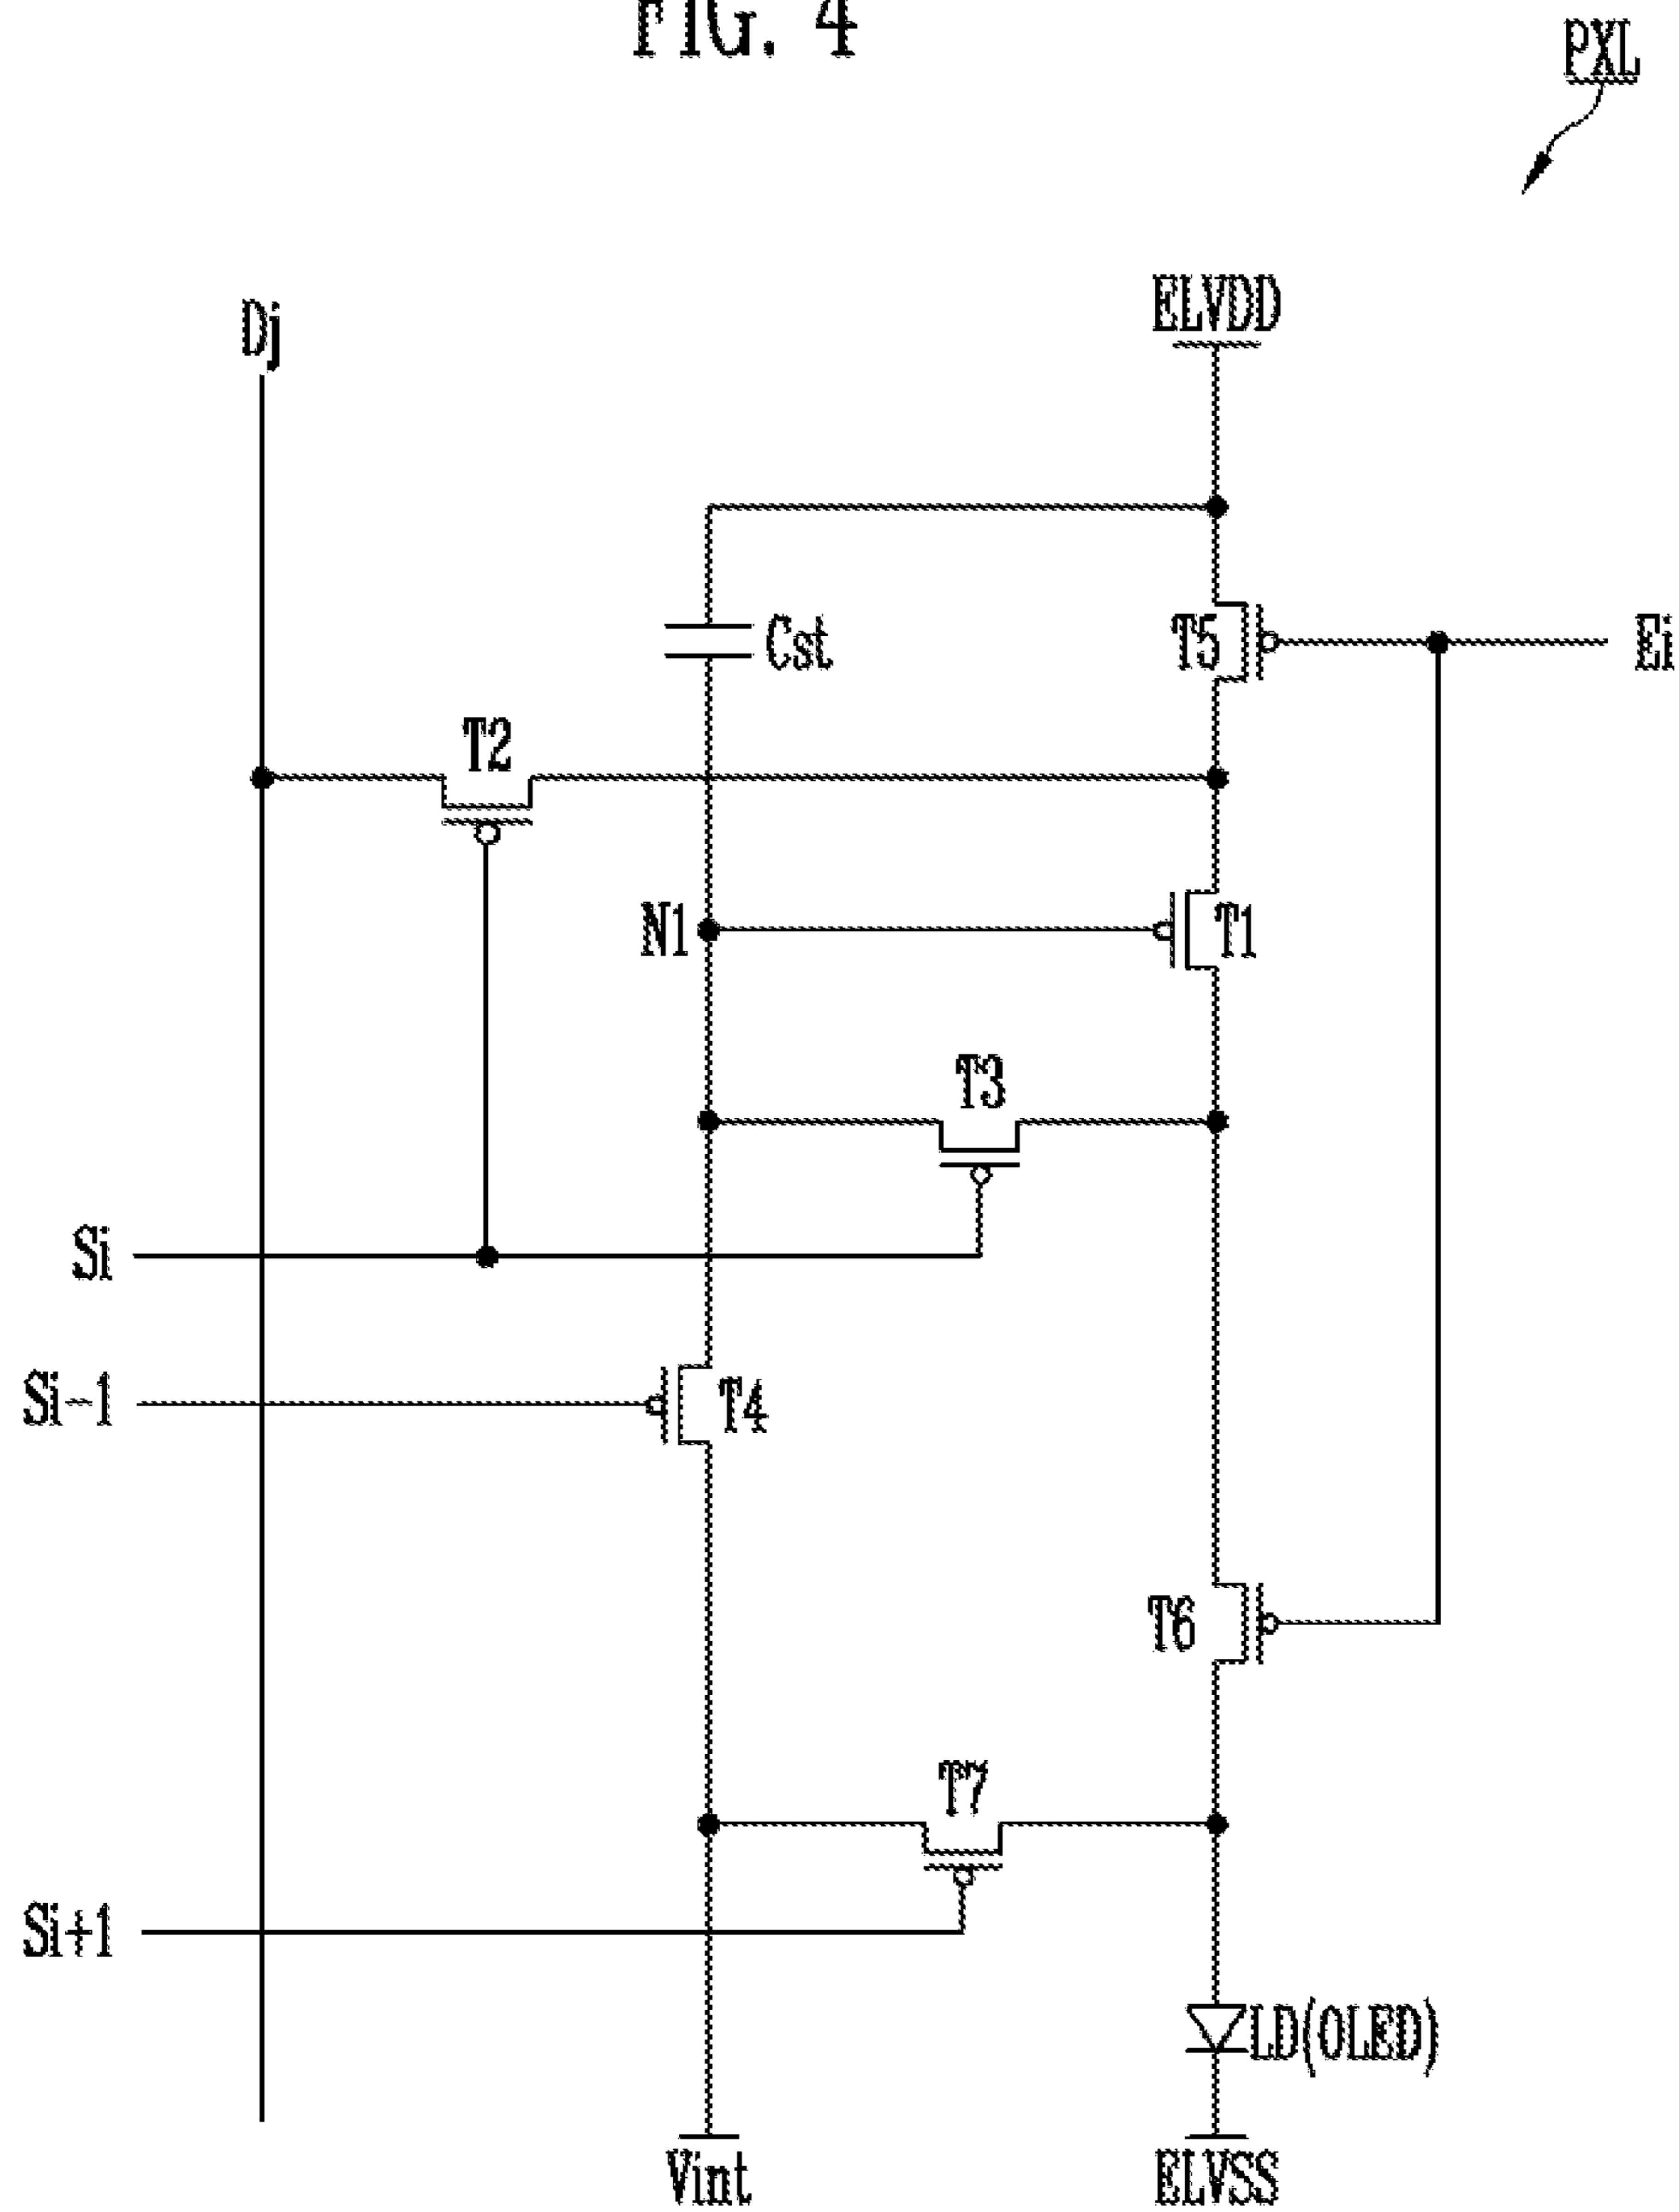 FIG. 4
PXL
Dj
ELVDD
Cst
T5
Ei
T2
N1
T1
T3
Si
Si-1
T4
T6
T7
Si+1
LD(OLED)
Vint
ELVSS